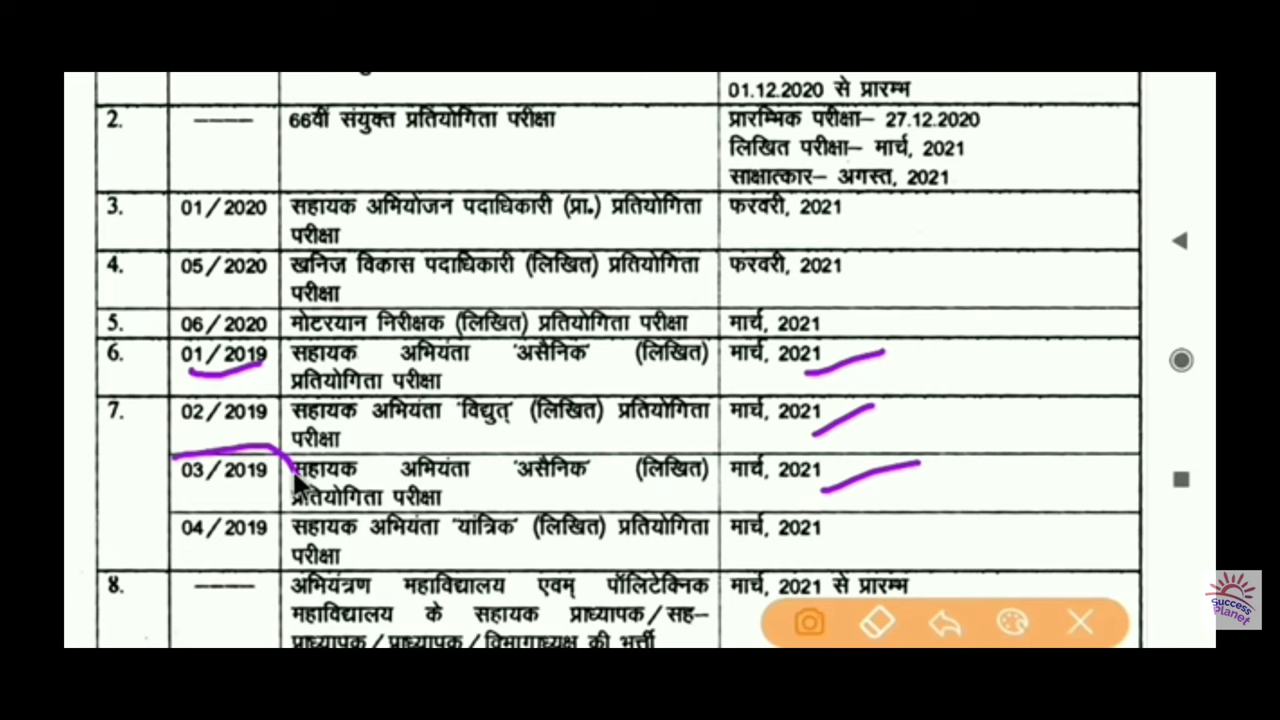 01.12.2020 से प्रारम्भ
2. ---- 66वीं संयुक्त प्रतियोगिता परीक्षा प्रारम्भिक परीक्षा– 27.12.2020
लिखित परीक्षा– मार्च, 2021
साक्षात्कार– अगस्त, 2021
3. 01/2020 सहायक अभियोजन पदाधिकारी (प्रा.) प्रतियोगिता फरवरी, 2021
परीक्षा
4. 05/2020 खनिज विकास पदाधिकारी (लिखित) प्रतियोगिता फरवरी, 2021
परीक्षा
5. 06/2020 मोटरयान निरीक्षक (लिखित) प्रतियोगिता परीक्षा मार्च, 2021
6. 01/2019 सहायक अभियंता 'असैनिक' (लिखित) मार्च, 2021
प्रतियोगिता परीक्षा
7. 02/2019 सहायक अभियंता 'विद्युत्' (लिखित) प्रतियोगिता मार्च, 2021
परीक्षा
03/2019 सहायक अभियंता 'असैनिक' (लिखित) मार्च, 2021
प्रतियोगिता परीक्षा
04/2019 सहायक अभियंता 'यांत्रिक' (लिखित) प्रतियोगिता मार्च, 2021
परीक्षा
8. ---- अभियंत्रण महाविद्यालय एवम् पॉलिटेक्निक मार्च, 2021 से प्रारम्भ
महाविद्यालय के सहायक प्राध्यापक/सह–
प्राध्यापक/प्राध्यापक/विभागाध्यक्ष की भर्त्ती
Success
Planet